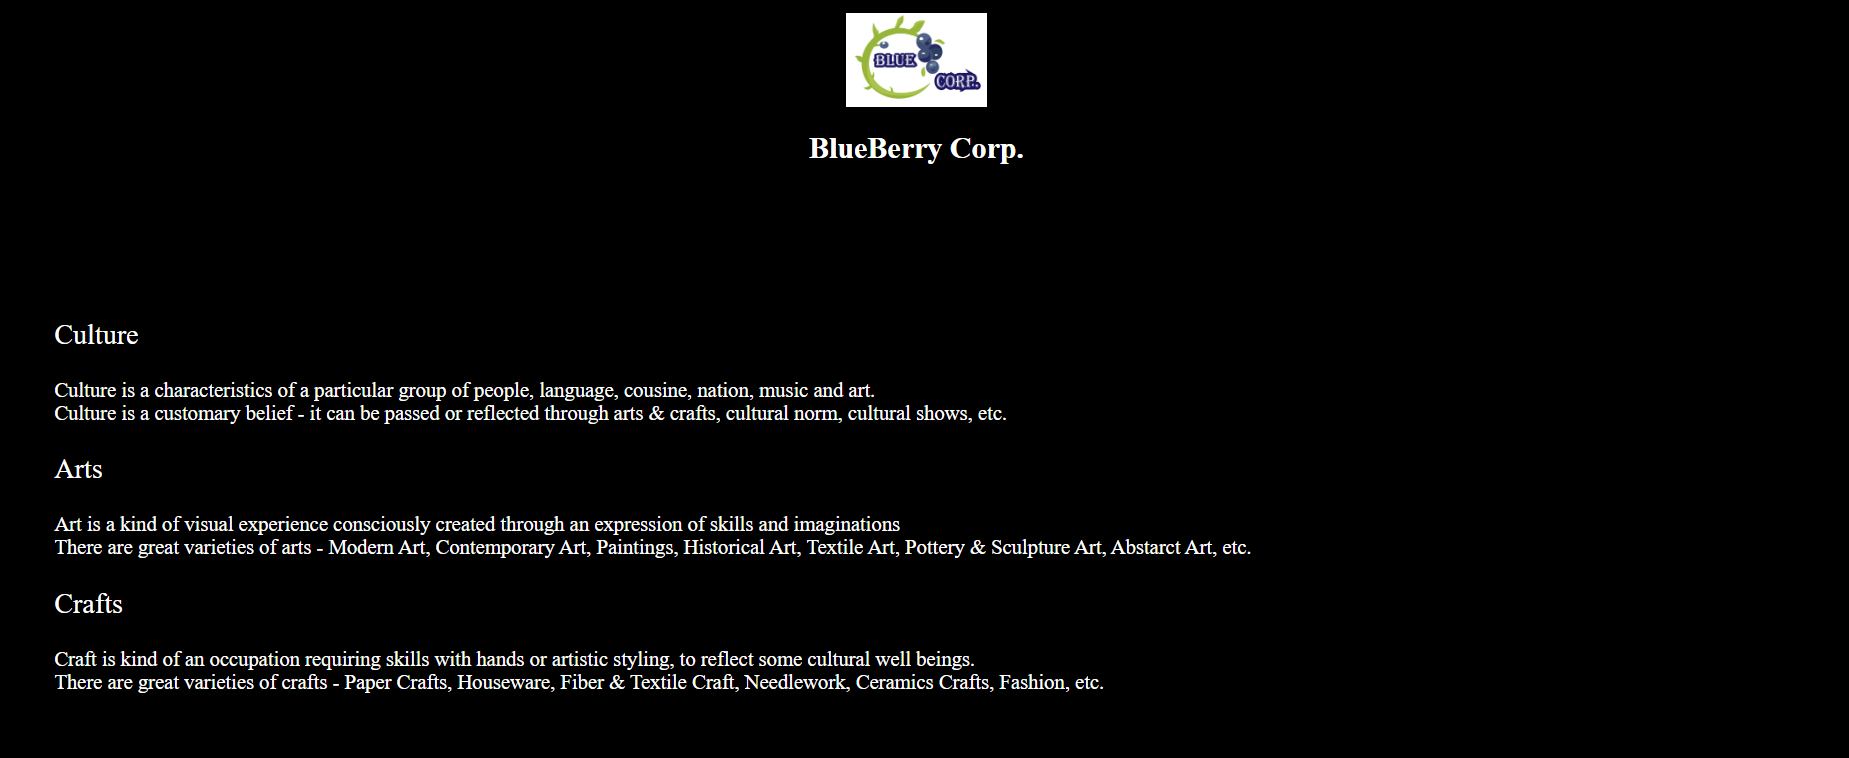 BLUE
CORP.
BlueBerry Corp.
Culture
Culture is a characteristics of a particular group of people, language, cousine, nation, music and art.
Culture is a customary belief - it can be passed or reflected through arts & crafts, cultural norm, cultural shows, etc.
Arts
Art is a kind of visual experience consciously created through an expression of skills and imaginations
There are great varieties of arts - Modern Art, Contemporary Art, Paintings, Historical Art, Textile Art, Pottery & Sculpture Art, Abstarct Art, etc.
Crafts
Craft is kind of an occupation requiring skills with hands or artistic styling, to reflect some cultural well beings.
There are great varieties of crafts - Paper Crafts, Houseware, Fiber & Textile Craft, Needlework, Ceramics Crafts, Fashion, etc.